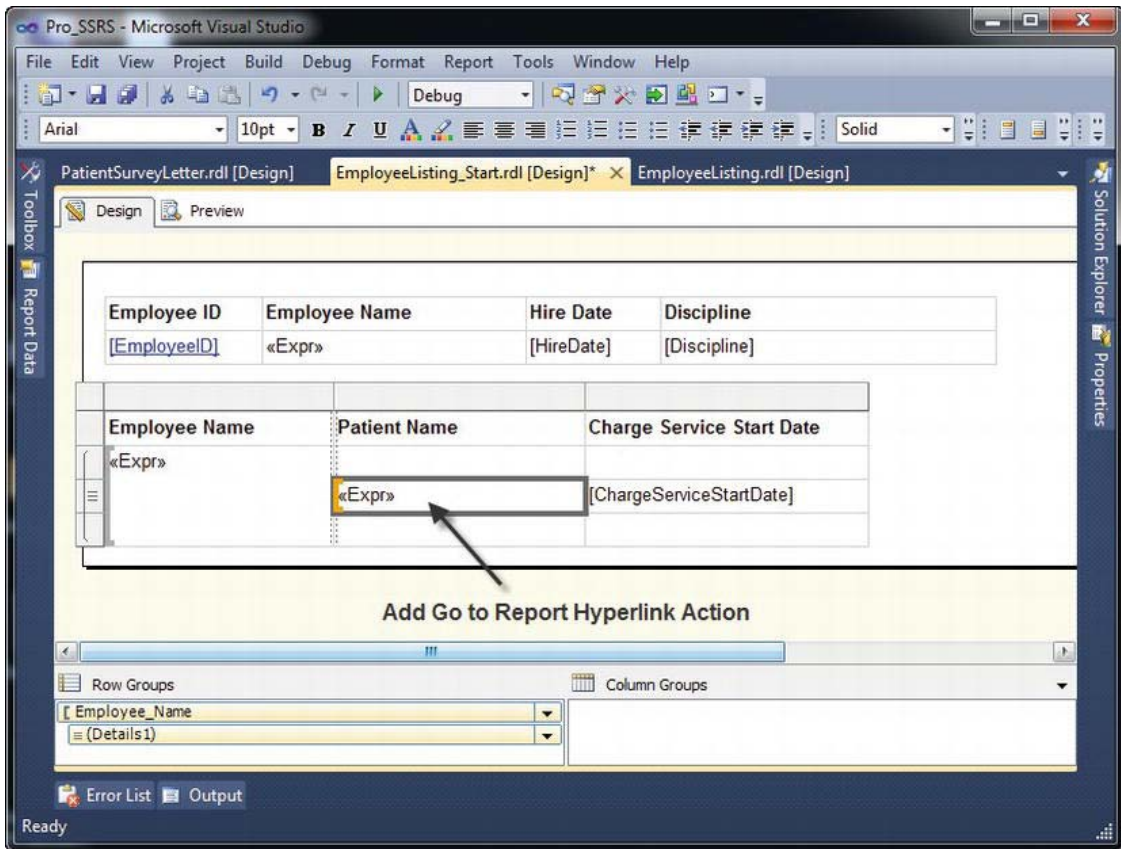 Pro_SSRS - Microsoft Visual Studio
File Edit View Project Build Debug Format Report Tools Window Help
Debug
Arial 10pt B I U A Solid
PatientSurveyLetter.rdl [Design] EmployeeListing_Start.rdl [Design]* EmployeeListing.rdl [Design]
Toolbox
Report Data
Design Preview
Solution Explorer
Properties
Employee ID Employee Name Hire Date Discipline
[EmployeeID] «Expr» [HireDate] [Discipline]
Employee Name Patient Name Charge Service Start Date
«Expr»
«Expr» [ChargeServiceStartDate]
Add Go to Report Hyperlink Action
Row Groups Column Groups
[ Employee_Name
(Details1)
Error List Output
Ready